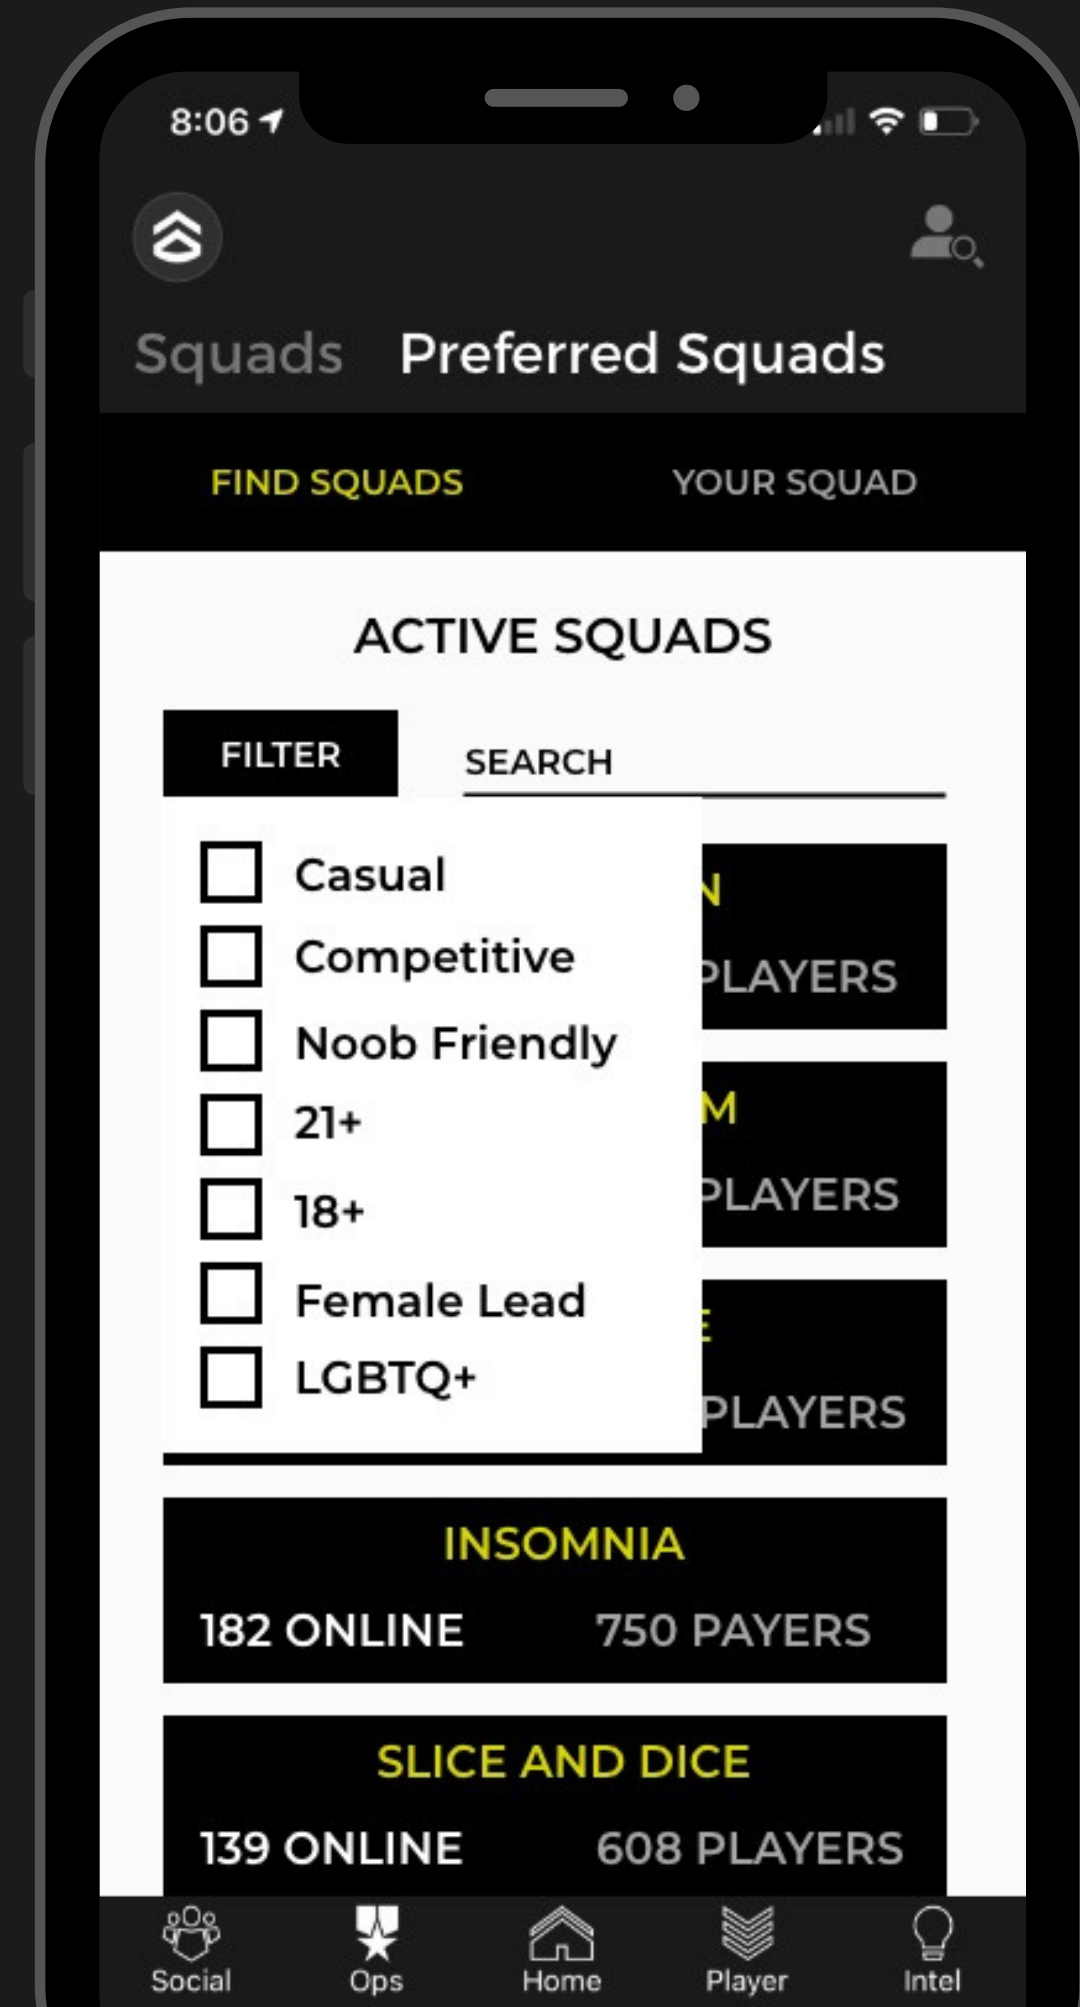 8:06
Squads Preferred Squads
FIND SQUADS YOUR SQUAD
ACTIVE SQUADS
FILTER SEARCH
Casual
N
Competitive
PLAYERS
Noob Friendly
21+
M
18+
PLAYERS
Female Lead
E
LGBTQ+
PLAYERS
INSOMNIA
182 ONLINE 750 PAYERS
SLICE AND DICE
139 ONLINE 608 PLAYERS
Social Ops Home Player Intel